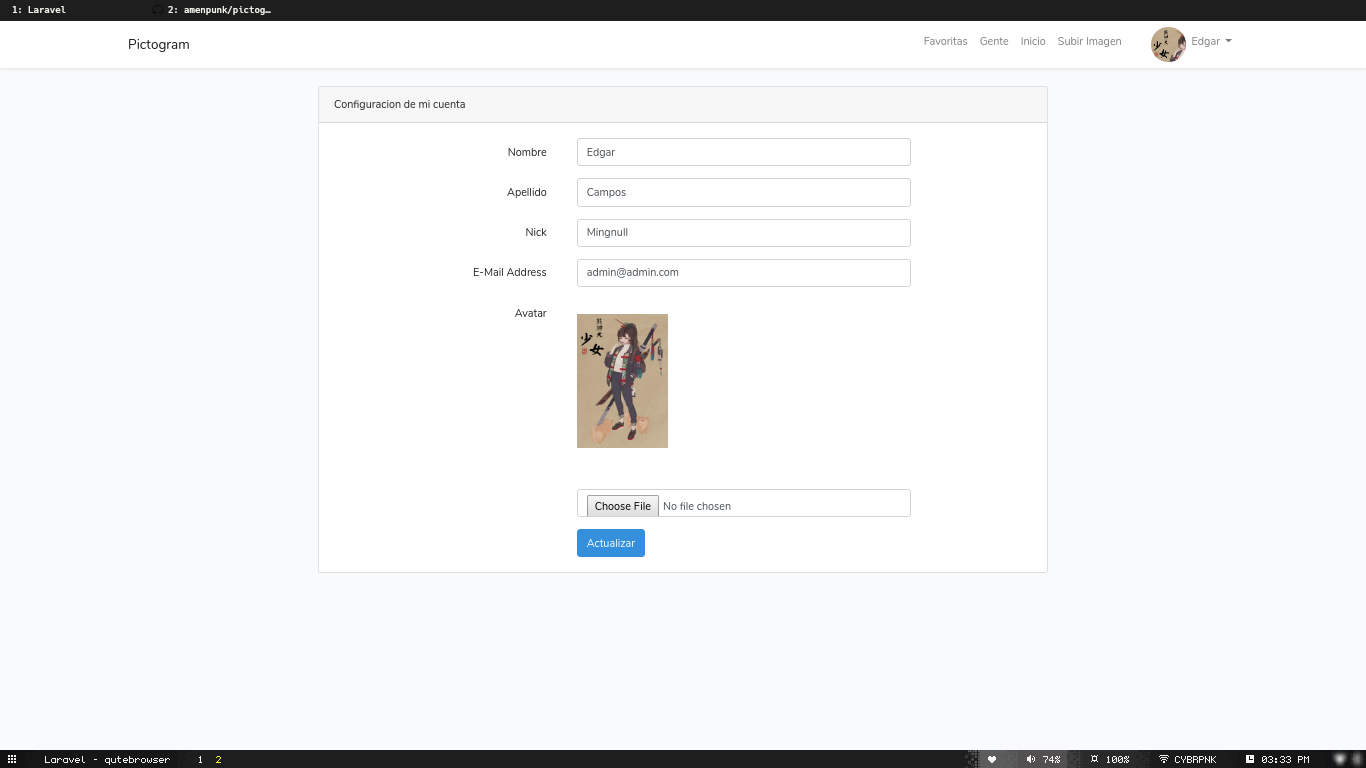 1: Laravel
2: amenpunk/pictog…
Pictogram
Favoritas Gente Inicio Subir Imagen Edgar
Configuracion de mi cuenta
Nombre Edgar
Apellido Campos
Nick Mingnull
E-Mail Address admin@admin.com
Avatar
少女
Choose File No file chosen
Actualizar
Laravel - qutebrowser 1 2 74% 100% CYBRPNK 03:33 PM